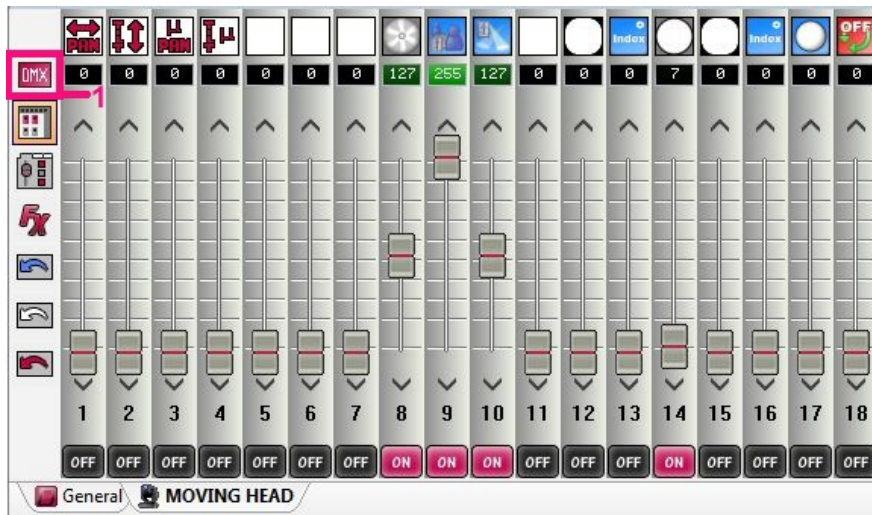 PAN µ PAN µ Index Index OFF
DMX 0 0 0 0 0 0 0 127 255 127 0 0 0 7 0 0 0 0
1
FX
1 2 3 4 5 6 7 8 9 10 11 12 13 14 15 16 17 18
OFF OFF OFF OFF OFF OFF OFF ON ON ON OFF OFF OFF ON OFF OFF OFF OFF
General MOVING HEAD